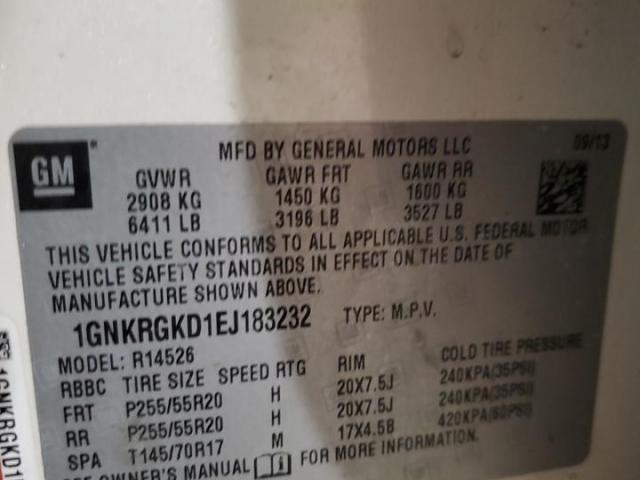 GM
MFD BY GENERAL MOTORS LLC 09/13
GVWR GAWR FRT GAWR RR
2908 KG 1450 KG 1600 KG
6411 LB 3196 LB 3527 LB
THIS VEHICLE CONFORMS TO ALL APPLICABLE U.S. FEDERAL MOTOR
VEHICLE SAFETY STANDARDS IN EFFECT ON THE DATE OF
MANUFACTURE SHOWN ABOVE.
1GNKRGKD1EJ183232 TYPE: M.P.V.
MODEL: R14526
RBBC TIRE SIZE SPEED RTG RIM COLD TIRE PRESSURE
FRT P255/55R20 H 20X7.5J 240KPA(35PSI)
RR P255/55R20 H 20X7.5J 240KPA(35PSI)
SPA T145/70R17 M 17X4.5B 420KPA(60PSI)
SEE OWNER'S MANUAL FOR MORE INFORMATION
1GNKRGKD1